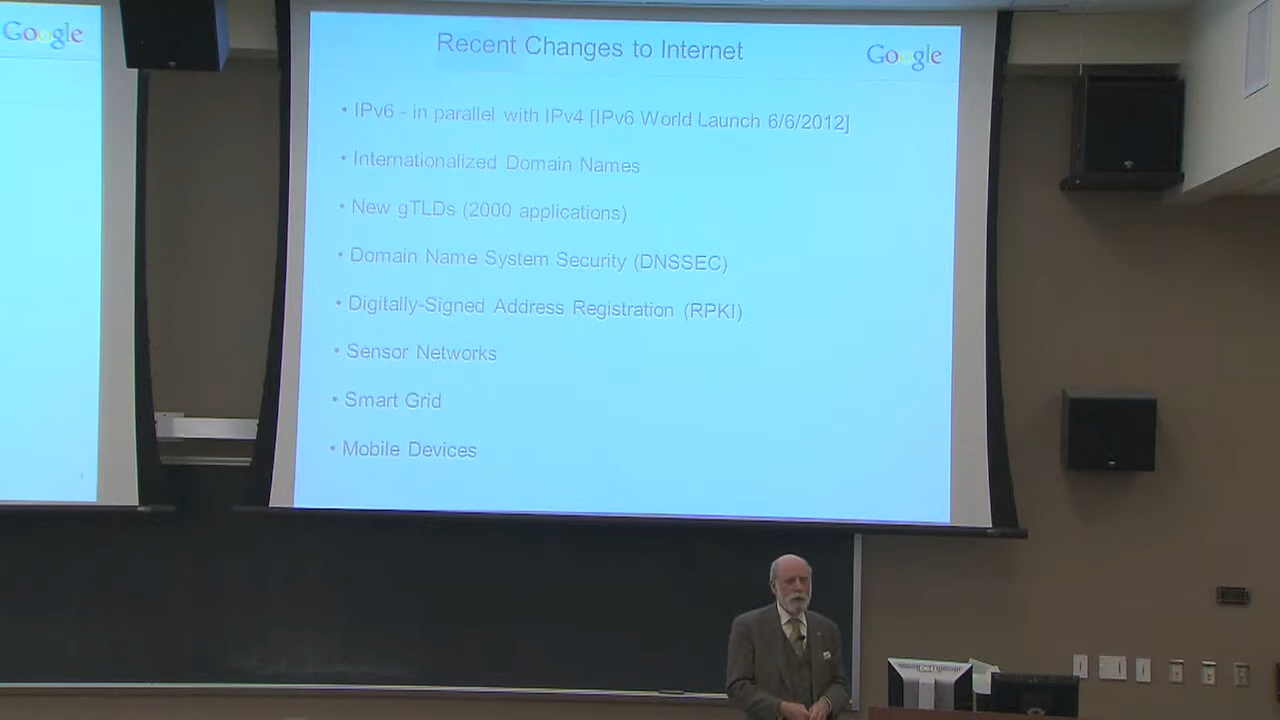 Google
Recent Changes to Internet
Google
• IPv6 - in parallel with IPv4 [IPv6 World Launch 6/6/2012]
• Internationalized Domain Names
• New gTLDs (2000 applications)
• Domain Name System Security (DNSSEC)
• Digitally-Signed Address Registration (RPKI)
• Sensor Networks
• Smart Grid
• Mobile Devices